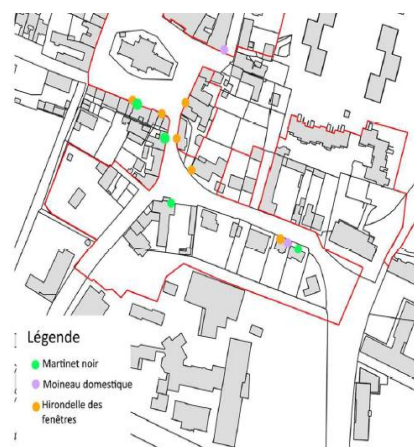 Légende
Martinet noir
Moineau domestique
Hirondelle des
fenêtres